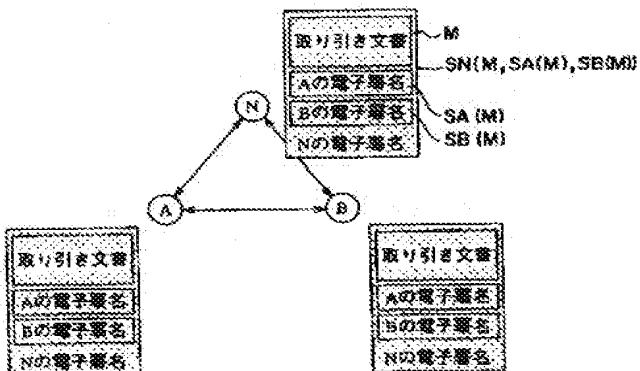 取り引き文書
M
SN(M,SA(M),SB(M))
Aの電子署名
SA(M)
Bの電子署名
SB(M)
Nの電子署名
N
A
B
取り引き文書
Aの電子署名
Bの電子署名
Nの電子署名
取り引き文書
Aの電子署名
Bの電子署名
Nの電子署名